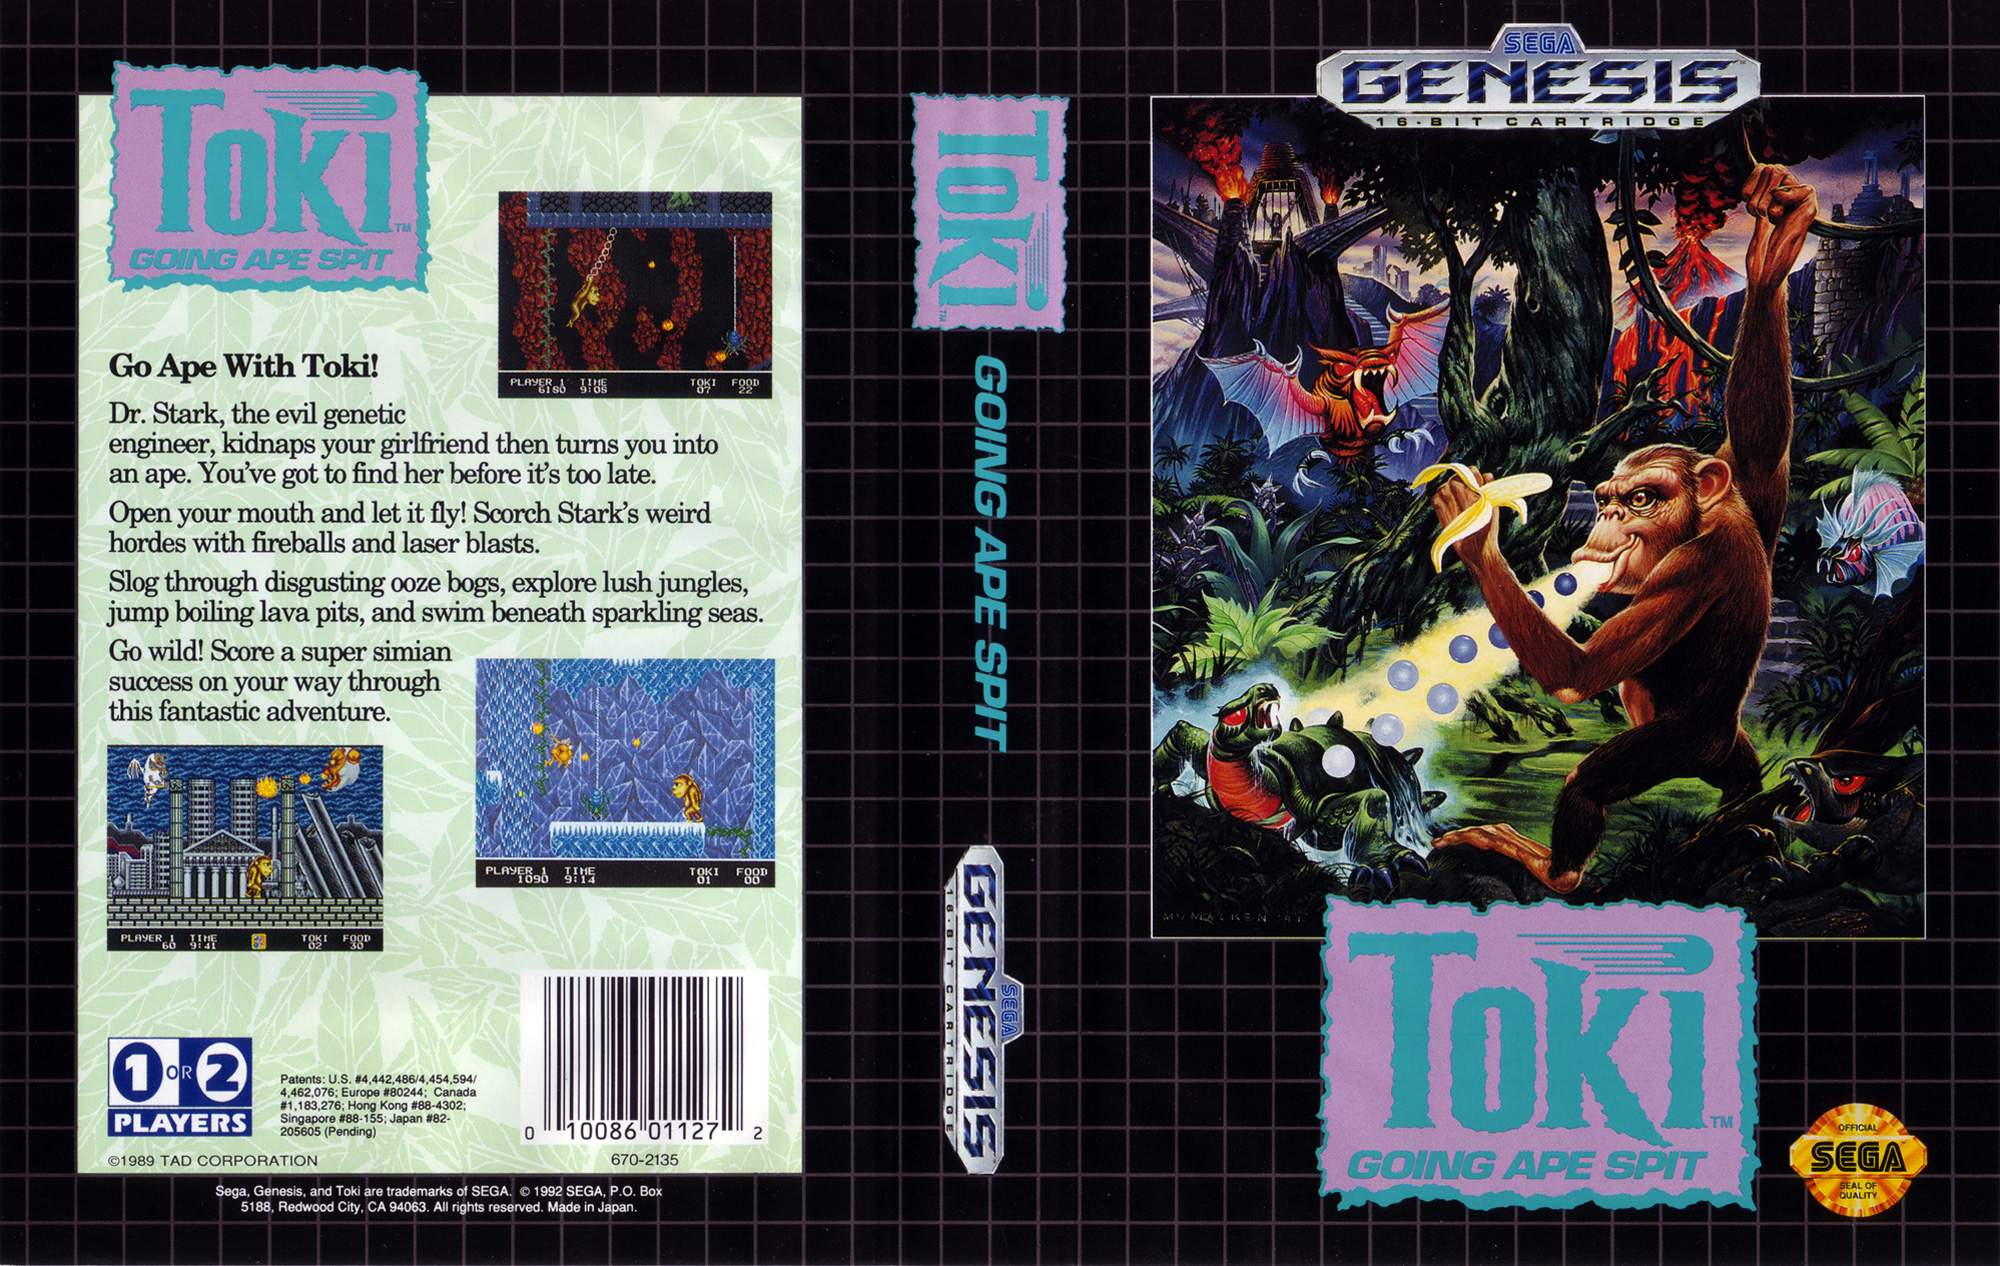 TOKI
TM
GOING APE SPIT
PLAYER 1 TIME TOKI FOOD
6180 9:05 07 22
Go Ape With Toki!
Dr. Stark, the evil genetic
engineer, kidnaps your girlfriend then turns you into
an ape. You've got to find her before it's too late.
Open your mouth and let it fly! Scorch Stark's weird
hordes with fireballs and laser blasts.
Slog through disgusting ooze bogs, explore lush jungles,
jump boiling lava pits, and swim beneath sparkling seas.
Go wild! Score a super simian
success on your way through
this fantastic adventure.
PLAYER 1 TIME TOKI FOOD
1090 9:14 01 00
PLAYER 1 TIME TOKI FOOD
60 9:41 02 30
1 OR 2
PLAYERS
Patents: U.S. #4,442,486/4,454,594/
4,462,076; Europe #80244; Canada
#1,183,276; Hong Kong #88-4302;
Singapore #88-155; Japan #82-
205605 (Pending)
©1989 TAD CORPORATION
0 10086 01127 2
670-2135
Sega, Genesis, and Toki are trademarks of SEGA. © 1992 SEGA, P.O. Box
5188, Redwood City, CA 94063. All rights reserved. Made in Japan.
TOKI
TM
GOING APE SPIT
SEGA
GENESIS
16-BIT CARTRIDGE
SEGA
GENESIS
16-BIT CARTRIDGE
TOKI
TM
GOING APE SPIT
OFFICIAL
SEGA
SEAL OF
QUALITY